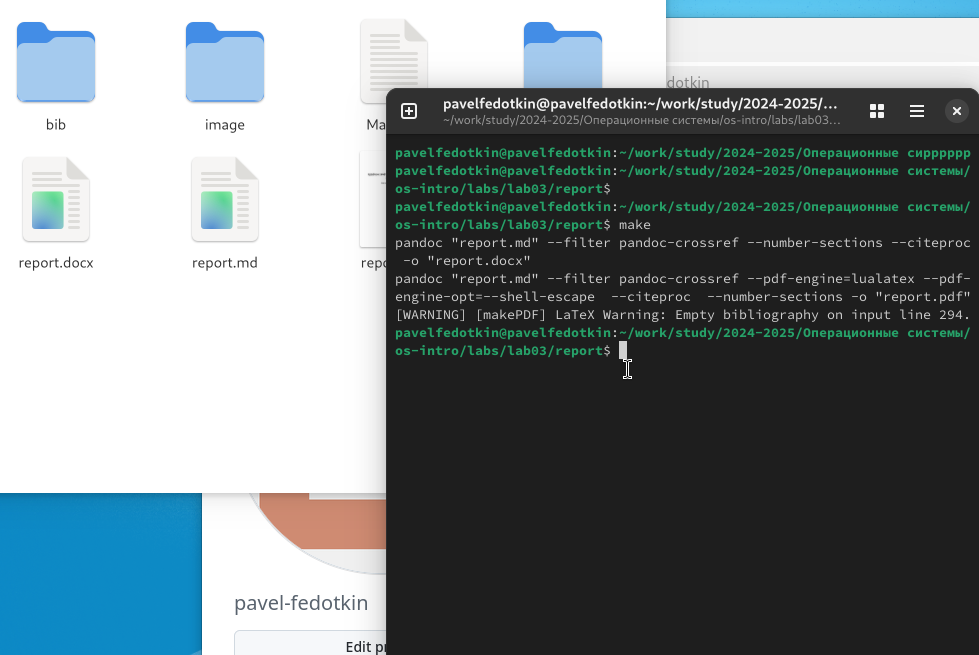 bib
image
Ma
report.docx
report.md
repo
dotkin
pavelfedotkin@pavelfedotkin:~/work/study/2024-2025/…
~/work/study/2024-2025/Операционные системы/os-intro/labs/lab03…
pavelfedotkin@pavelfedotkin:~/work/study/2024-2025/Операционные сирррррр
pavelfedotkin@pavelfedotkin:~/work/study/2024-2025/Операционные системы/
os-intro/labs/lab03/report$
pavelfedotkin@pavelfedotkin:~/work/study/2024-2025/Операционные системы/
os-intro/labs/lab03/report$ make
pandoc "report.md" --filter pandoc-crossref --number-sections --citeproc
-o "report.docx"
pandoc "report.md" --filter pandoc-crossref --pdf-engine=lualatex --pdf-
engine-opt=--shell-escape  --citeproc  --number-sections -o "report.pdf"
[WARNING] [makePDF] LaTeX Warning: Empty bibliography on input line 294.
pavelfedotkin@pavelfedotkin:~/work/study/2024-2025/Операционные системы/
os-intro/labs/lab03/report$
pavel-fedotkin
Edit pr